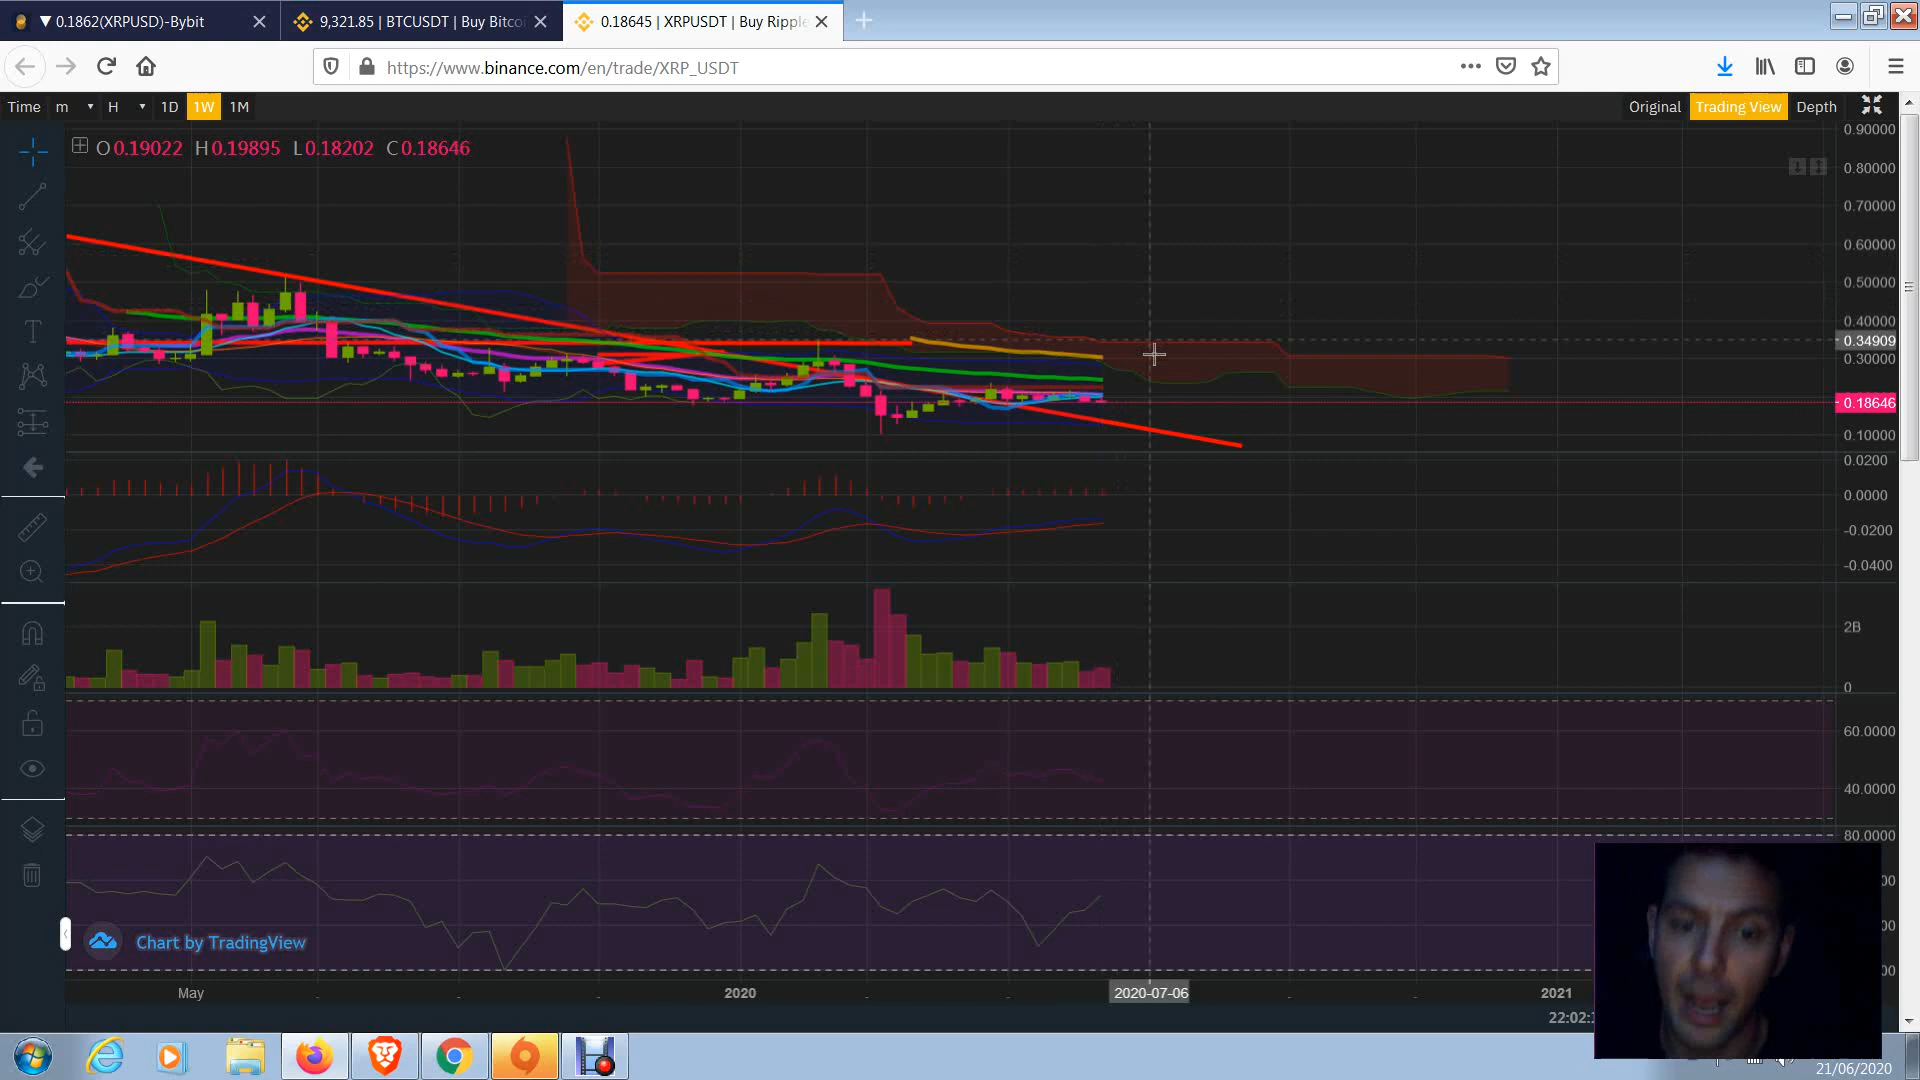 ▼ 0.1862(XRPUSD)-Bybit
9,321.85 | BTCUSDT | Buy Bitcoi
0.18645 | XRPUSDT | Buy Ripple
https://www.binance.com/en/trade/XRP_USDT
Time m H 1D 1W 1M
Original Trading View Depth
O 0.19022 H 0.19895 L 0.18202 C 0.18646
0.90000
0.80000
0.70000
0.60000
0.50000
0.40000
0.34909
0.30000
0.18646
0.10000
0.0200
0.0000
-0.0200
-0.0400
2B
0
60.0000
40.0000
80.0000
Chart by TradingView
May 2020 2020-07-06 2021
22:02:
21/06/2020